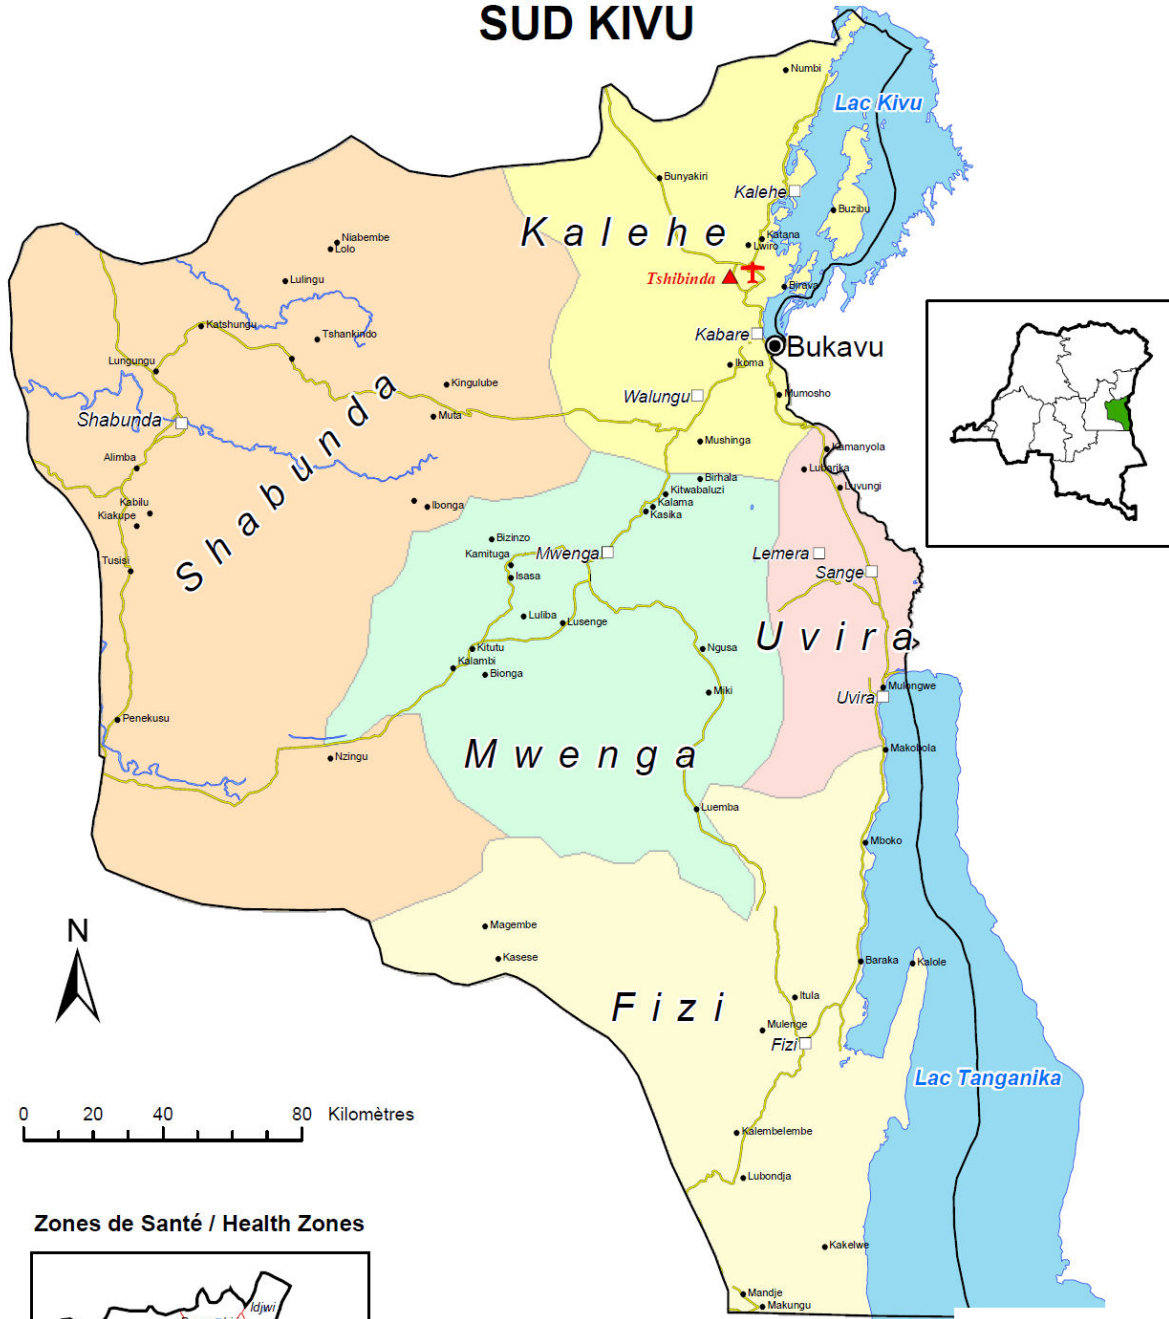 SUD KIVU
Numbi
Lac Kivu
Bunyakiri
Kalehe
Buzibu
Kalehe
Katana
Lwiro
Niabembe
Lolo
Tshibinda
Birava
Lulingu
Katshungu
Tshankindo
Kabare
Bukavu
Lungungu
Ikoma
Kingulube
Walungu
Mumosho
Shabunda
Muta
Mushinga
Kamanyola
Alimba
Lubarika
Birhala
Luvungi
Kitwabaluzi
Kabilu
Ibonga
Kalama
Kiakupe
Kasika
Shabunda
Bizinzo
Kamituga
Mwenga
Lemera
Tusisi
Isasa
Sange
Luliba
Lusenge
Uvira
Kitutu
Ngusa
Kalambi
Bionga
Mulongwe
Miki
Uvira
Penekusu
Makobola
Nzingu
Mwenga
Luemba
Mboko
Magembe
N
Kasese
Baraka
Kalole
Itula
Fizi
Mulenge
Fizi
Lac Tanganika
0 20 40 80 Kilomètres
Kalembelembe
Lubondja
Zones de Santé / Health Zones
Kakelwe
Mandje
Makungu
Idjwi